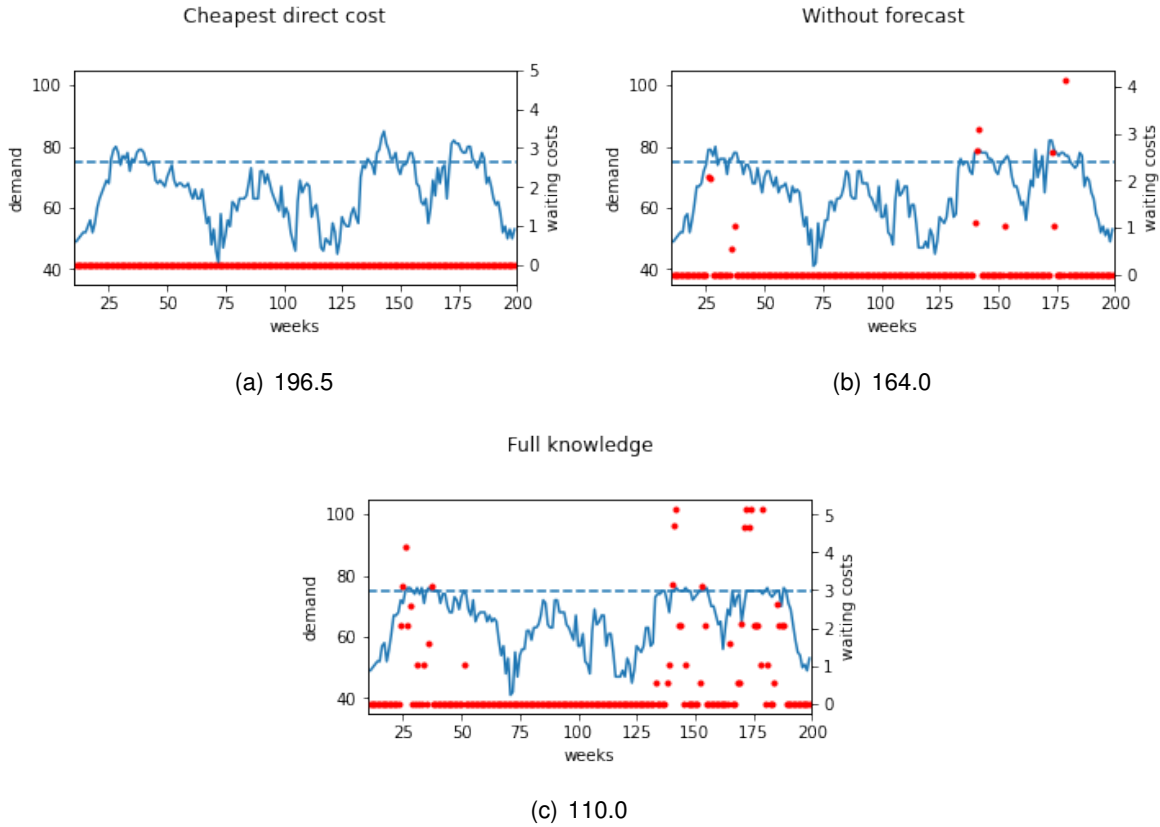 Cheapest direct cost
Without forecast
100
80
60
40
demand
5
4
3
2
1
0
waiting costs
25 50 75 100 125 150 175 200
weeks
100
80
60
40
demand
4
3
2
1
0
waiting costs
25 50 75 100 125 150 175 200
weeks
(a) 196.5
(b) 164.0
Full knowledge
100
80
60
40
demand
5
4
3
2
1
0
waiting costs
25 50 75 100 125 150 175 200
weeks
(c) 110.0